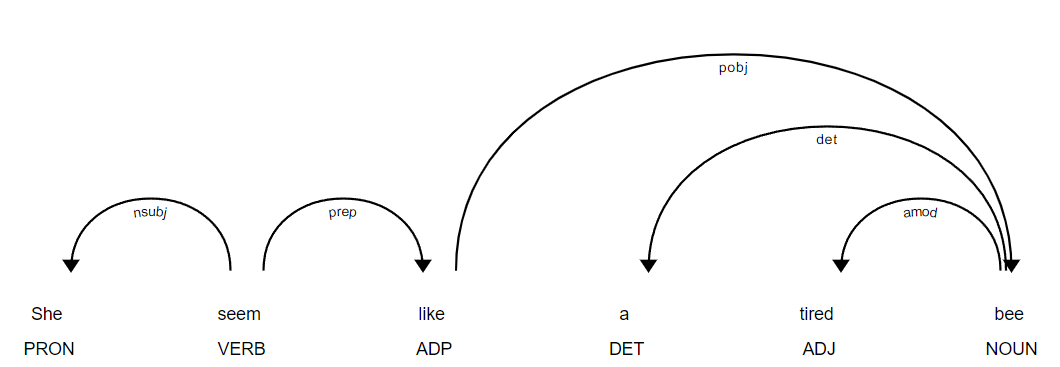 pobj
det
nsubj prep amod
She seem like a tired bee
PRON VERB ADP DET ADJ NOUN